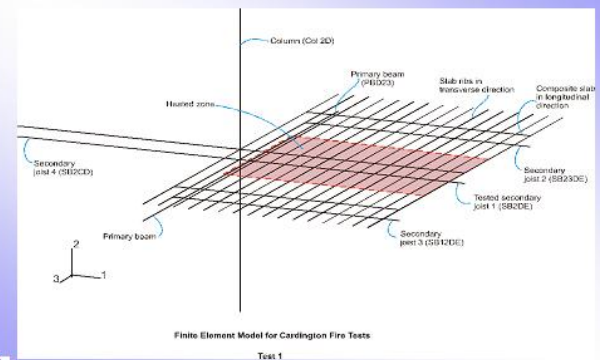 Column (Col 2D)
Primary beam
(PBD23)
Slab ribs in
transverse direction
Composite slab
in longitudinal
direction
Heated zone
Secondary
joist 4 (SB2CD)
Secondary
joist 2 (SB23DE)
Tested secondary
joist 1 (SB2DE)
Secondary
joist 3 (SB12DE)
Primary beam
2
3
1
Finite Element Model for Cardington Fire Tests
Test 1